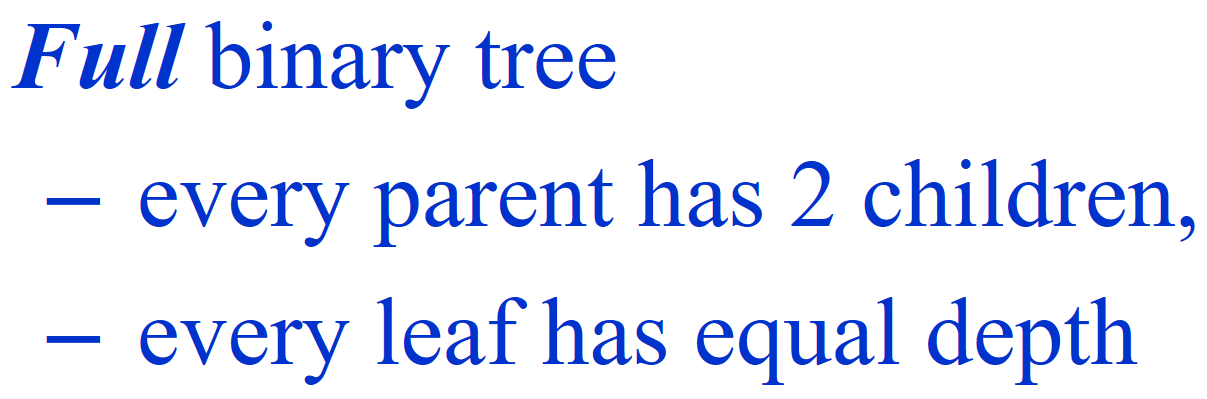 Full binary tree
– every parent has 2 children,
– every leaf has equal depth